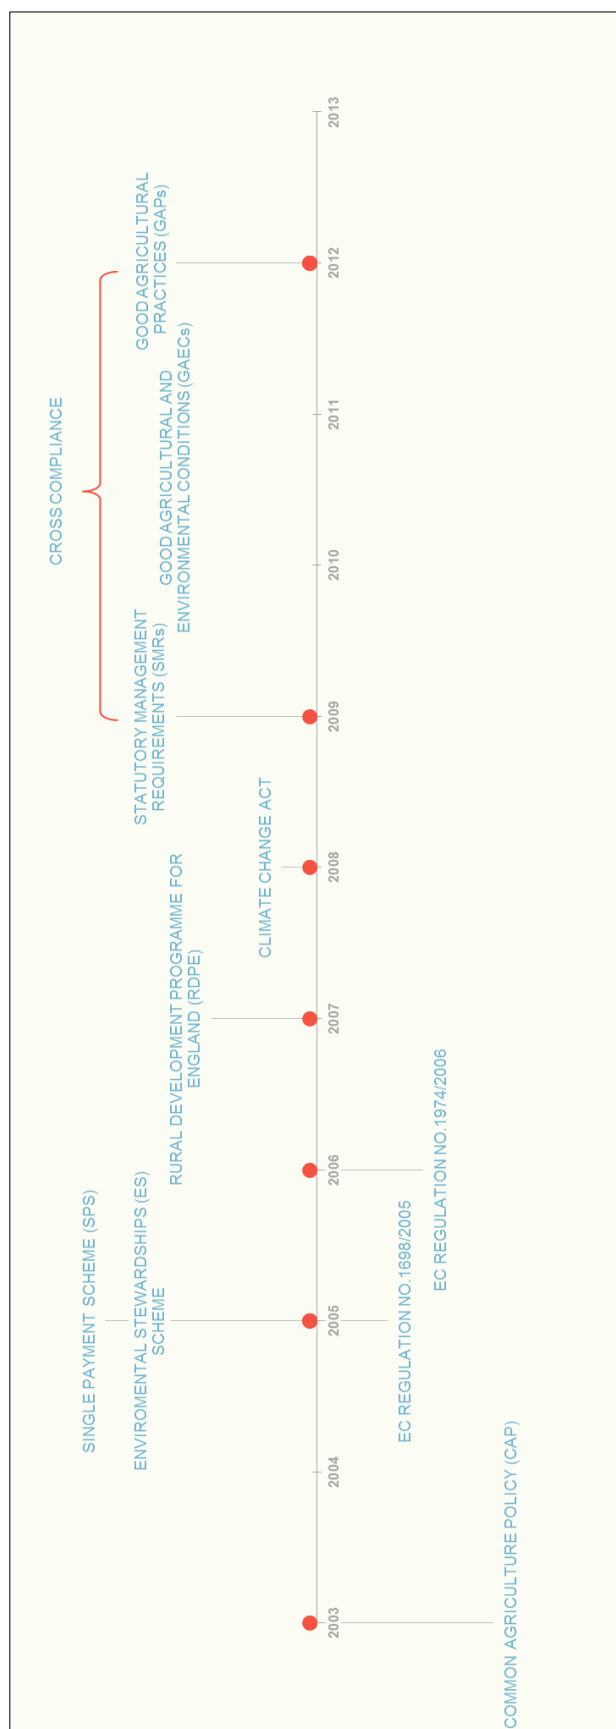 CROSS COMPLIANCE
SINGLE PAYMENT SCHEME (SPS)
ENVIROMENTAL STEWARDSHIPS (ES)
SCHEME
RURAL DEVELOPMENT PROGRAMME FOR
ENGLAND (RDPE)
CLIMATE CHANGE ACT
STATUTORY MANAGEMENT
REQUIREMENTS (SMRs)
GOOD AGRICULTURAL AND
ENVIRONMENTAL CONDITIONS (GAECs)
GOOD AGRICULTURAL
PRACTICES (GAPs)
2003
2004
2005
2006
2007
2008
2009
2010
2011
2012
2013
EC REGULATION NO.1698/2005
EC REGULATION NO.1974/2006
COMMON AGRICULTURE POLICY (CAP)